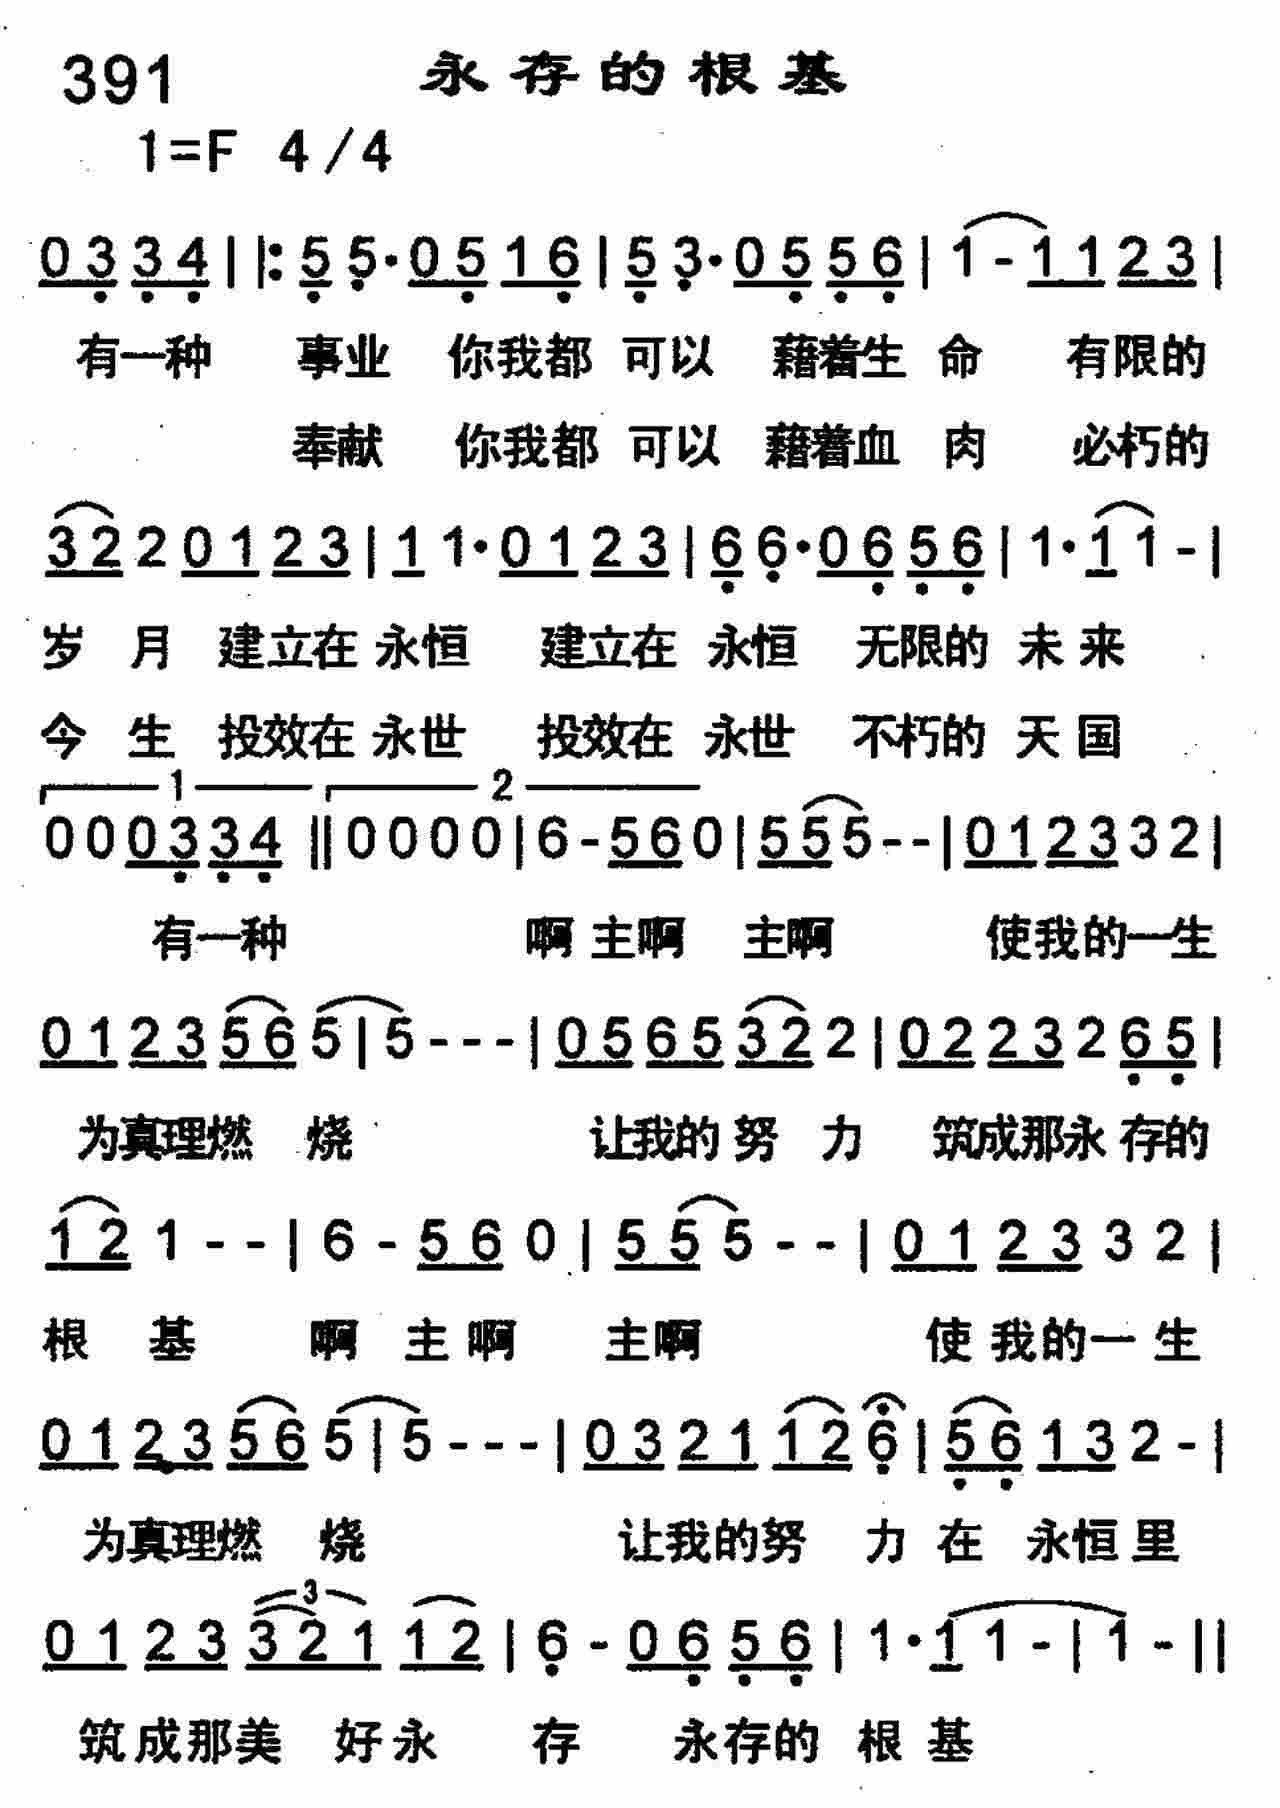 391 永存的根基
1=F 4/4
0 3 3 4 | |: 5 5· 0 5 1 6 | 5 3· 0 5 5 6 | 1 - 1 1 2 3 |
有一种 事业 你我都 可以 藉着生 命 有限的
奉献 你我都 可以 藉着血 肉 必朽的
3 2 2 0 1 2 3 | 1 1· 0 1 2 3 | 6 6· 0 6 5 6 | 1· 1 1 - |
岁 月 建立在 永恒 建立在 永恒 无限的 未来
今 生 投效在 永世 投效在 永世 不朽的 天国
1 2
0 0 0 3 3 4 || 0 0 0 0 | 6 - 5 6 0 | 5 5 5 - - | 0 1 2 3 3 2 |
有一种 啊 主啊 主啊 使我的一生
0 1 2 3 5 6 5 | 5 - - - | 0 5 6 5 3 2 2 | 0 2 2 3 2 6 5 |
为真理燃 烧 让我的努 力 筑成那永存的
1 2 1 - - | 6 - 5 6 0 | 5 5 5 - - | 0 1 2 3 3 2 |
根 基 啊 主啊 主啊 使我的一生
0 1 2 3 5 6 5 | 5 - - - | 0 3 2 1 1 2 6 | 5 6 1 3 2 - |
为真理燃 烧 让我的努 力 在 永恒里
3
0 1 2 3 3 2 1 1 2 | 6 - 0 6 5 6 | 1· 1 1 - | 1 - ||
筑成那美 好永 存 永存的 根基